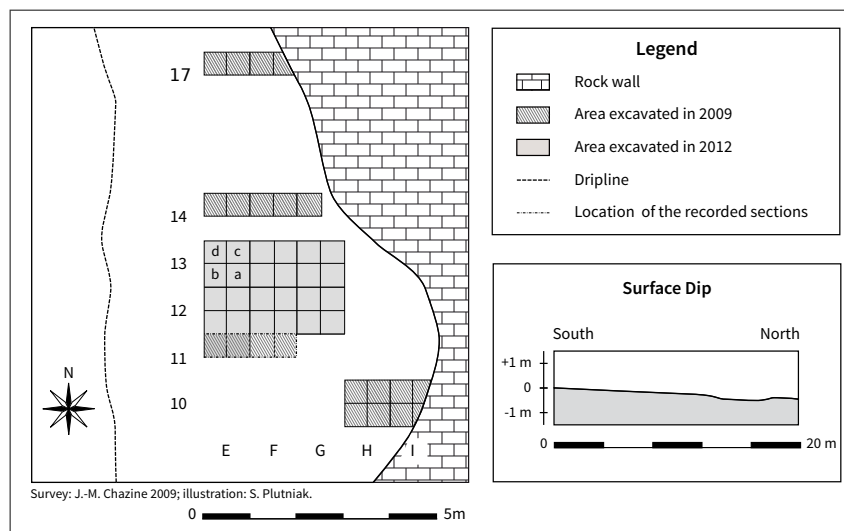 17
14
13
12
11
10
d c
b a
N
E F G H I
Survey: J.-M. Chazine 2009; illustration: S. Plutniak.
0 5m
Legend
Rock wall
Area excavated in 2009
Area excavated in 2012
Dripline
Location of the recorded sections
Surface Dip
South North
+1 m
0
-1 m
0 20 m